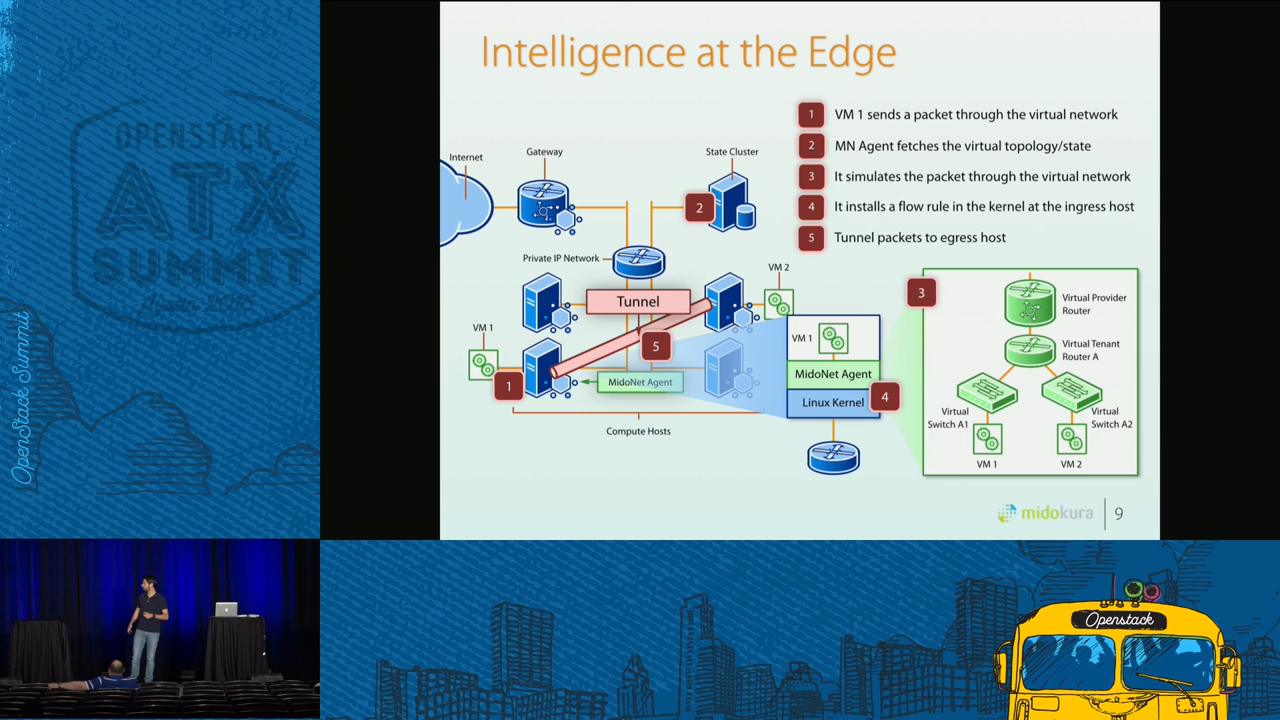 Intelligence at the Edge
1 VM 1 sends a packet through the virtual network
2 MN Agent fetches the virtual topology/state
3 It simulates the packet through the virtual network
4 It installs a flow rule in the kernel at the ingress host
5 Tunnel packets to egress host
Internet
Gateway
State Cluster
2
Private IP Network
VM 2
Tunnel
VM 1
5
1
MidoNet Agent
Compute Hosts
VM 1
MidoNet Agent
Linux Kernel
4
3
Virtual Provider
Router
Virtual Tenant
Router A
Virtual
Switch A1
Virtual
Switch A2
VM 1
VM 2
midokura
9
OPENSTACK
ATX
SUMMIT
OpenStack Summit
Openstack